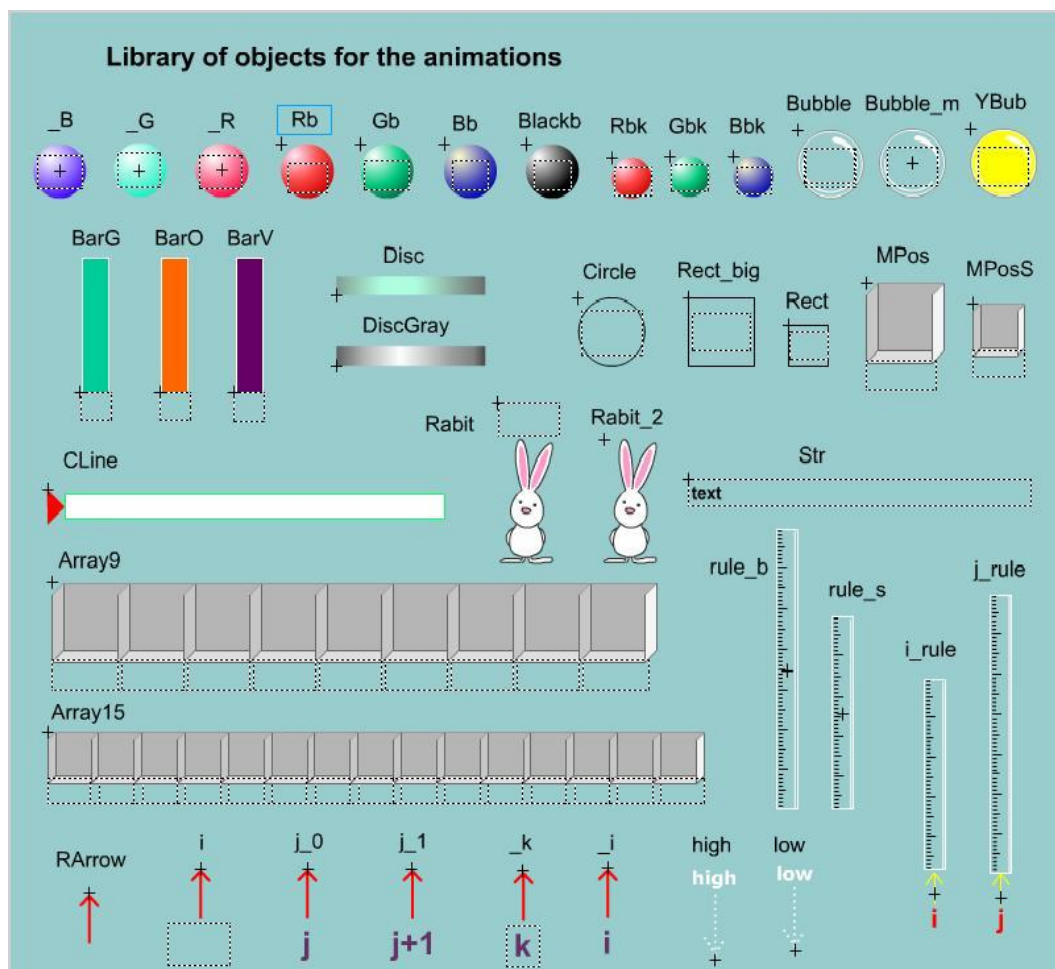 Library of objects for the animations
_B _G _R Rb Gb Bb Blackb Rbk Gbk Bbk Bubble Bubble_m YBub
BarG BarO BarV Disc Circle Rect_big Rect MPos MPosS
DiscGray
Rabit Rabit_2
CLine Str
text
Array9 rule_b rule_s i_rule j_rule
Array15
RArrow i j_0 j_1 _k _i high low
high low
j j+1 k i i j